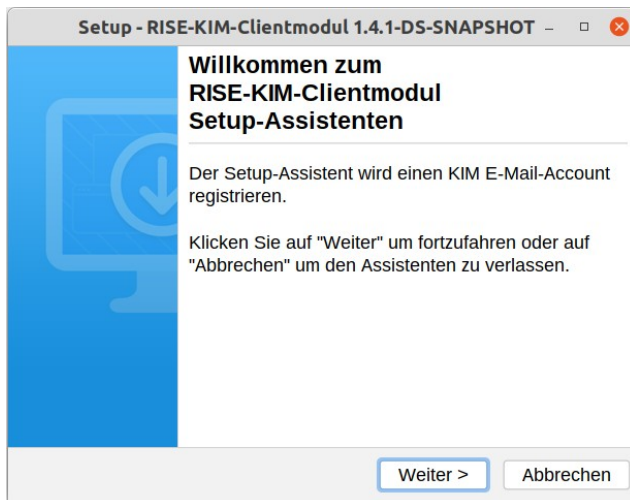 Setup - RISE-KIM-Clientmodul 1.4.1-DS-SNAPSHOT
Willkommen zum
RISE-KIM-Clientmodul
Setup-Assistenten
Der Setup-Assistent wird einen KIM E-Mail-Account
registrieren.
Klicken Sie auf "Weiter" um fortzufahren oder auf
"Abbrechen" um den Assistenten zu verlassen.
Weiter >
Abbrechen